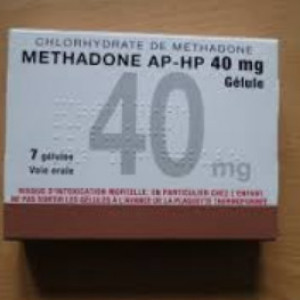 CHLORHYDRATE DE METHADONE
METHADONE AP-HP 40 mg
Gélule
40 mg
7 gélules
Voie orale
RISQUE D'INTOXICATION MORTELLE, EN PARTICULIER CHEZ L'ENFANT
NE PAS SORTIR LES GÉLULES À L'AVANCE DE LA PLAQUETTE THERMOFORMÉE